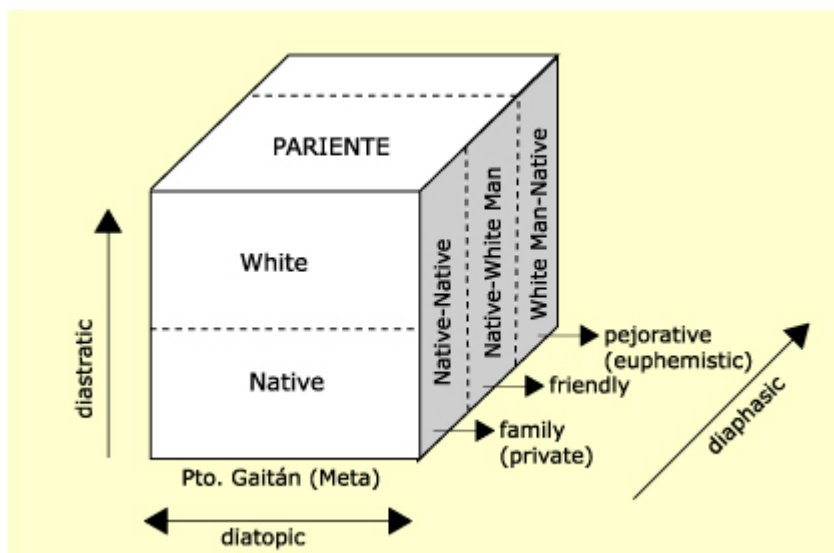 PARIENTE
White
Native
Native-Native
Native-White Man
White Man-Native
pejorative
(euphemistic)
friendly
family
(private)
diastratic
Pto. Gaitán (Meta)
diatopic
diaphasic